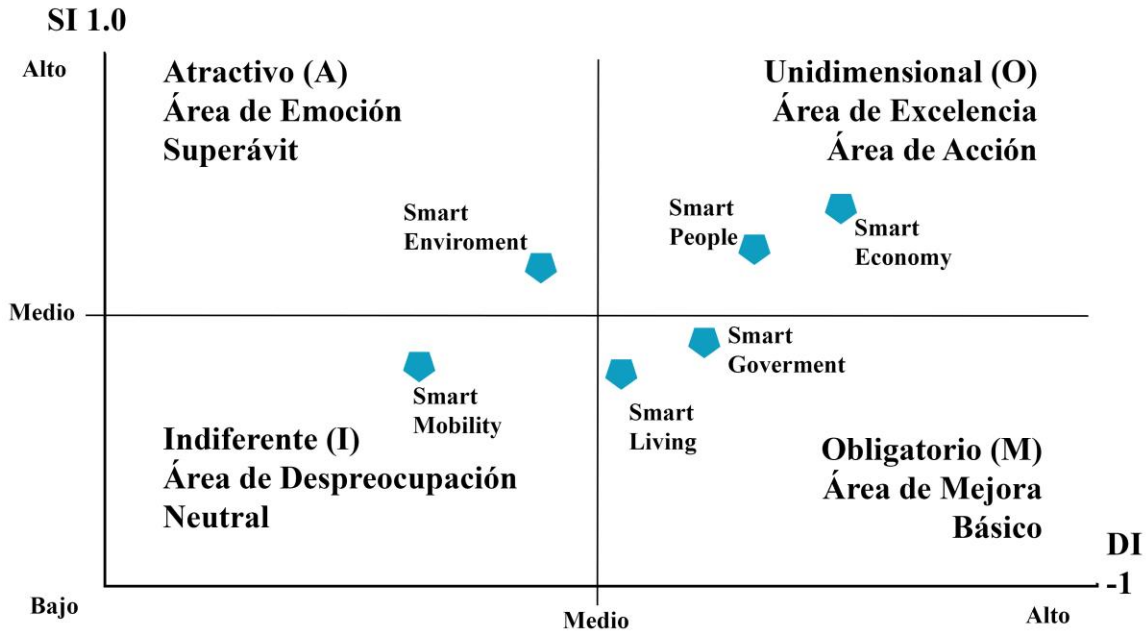 SI 1.0
Alto
Atractivo (A)
Área de Emoción
Superávit
Unidimensional (O)
Área de Excelencia
Área de Acción
Smart
Enviroment
Smart
People
Smart
Economy
Medio
Smart
Mobility
Smart
Goverment
Smart
Living
Indiferente (I)
Área de Despreocupación
Neutral
Obligatorio (M)
Área de Mejora
Básico
DI
-1
Bajo
Medio
Alto